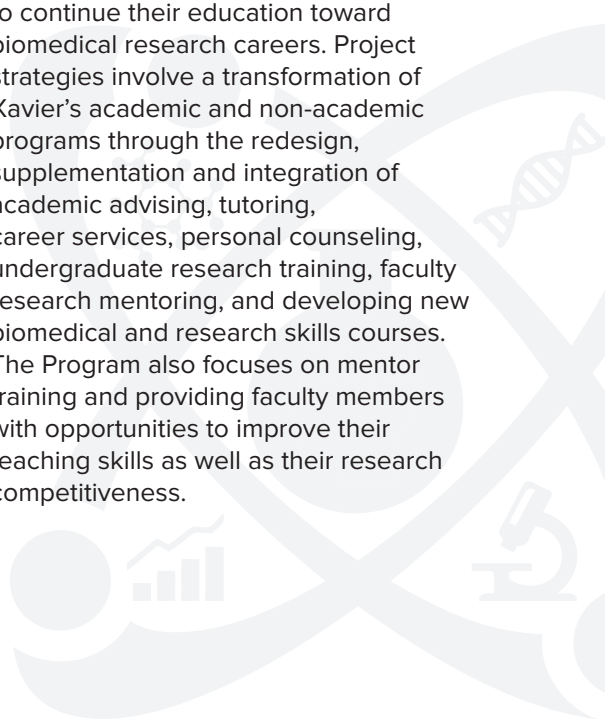 to continue their education toward
biomedical research careers. Project
strategies involve a transformation of
Xavier’s academic and non-academic
programs through the redesign,
supplementation and integration of
academic advising, tutoring,
career services, personal counseling,
undergraduate research training, faculty
research mentoring, and developing new
biomedical and research skills courses.
The Program also focuses on mentor
training and providing faculty members
with opportunities to improve their
teaching skills as well as their research
competitiveness.